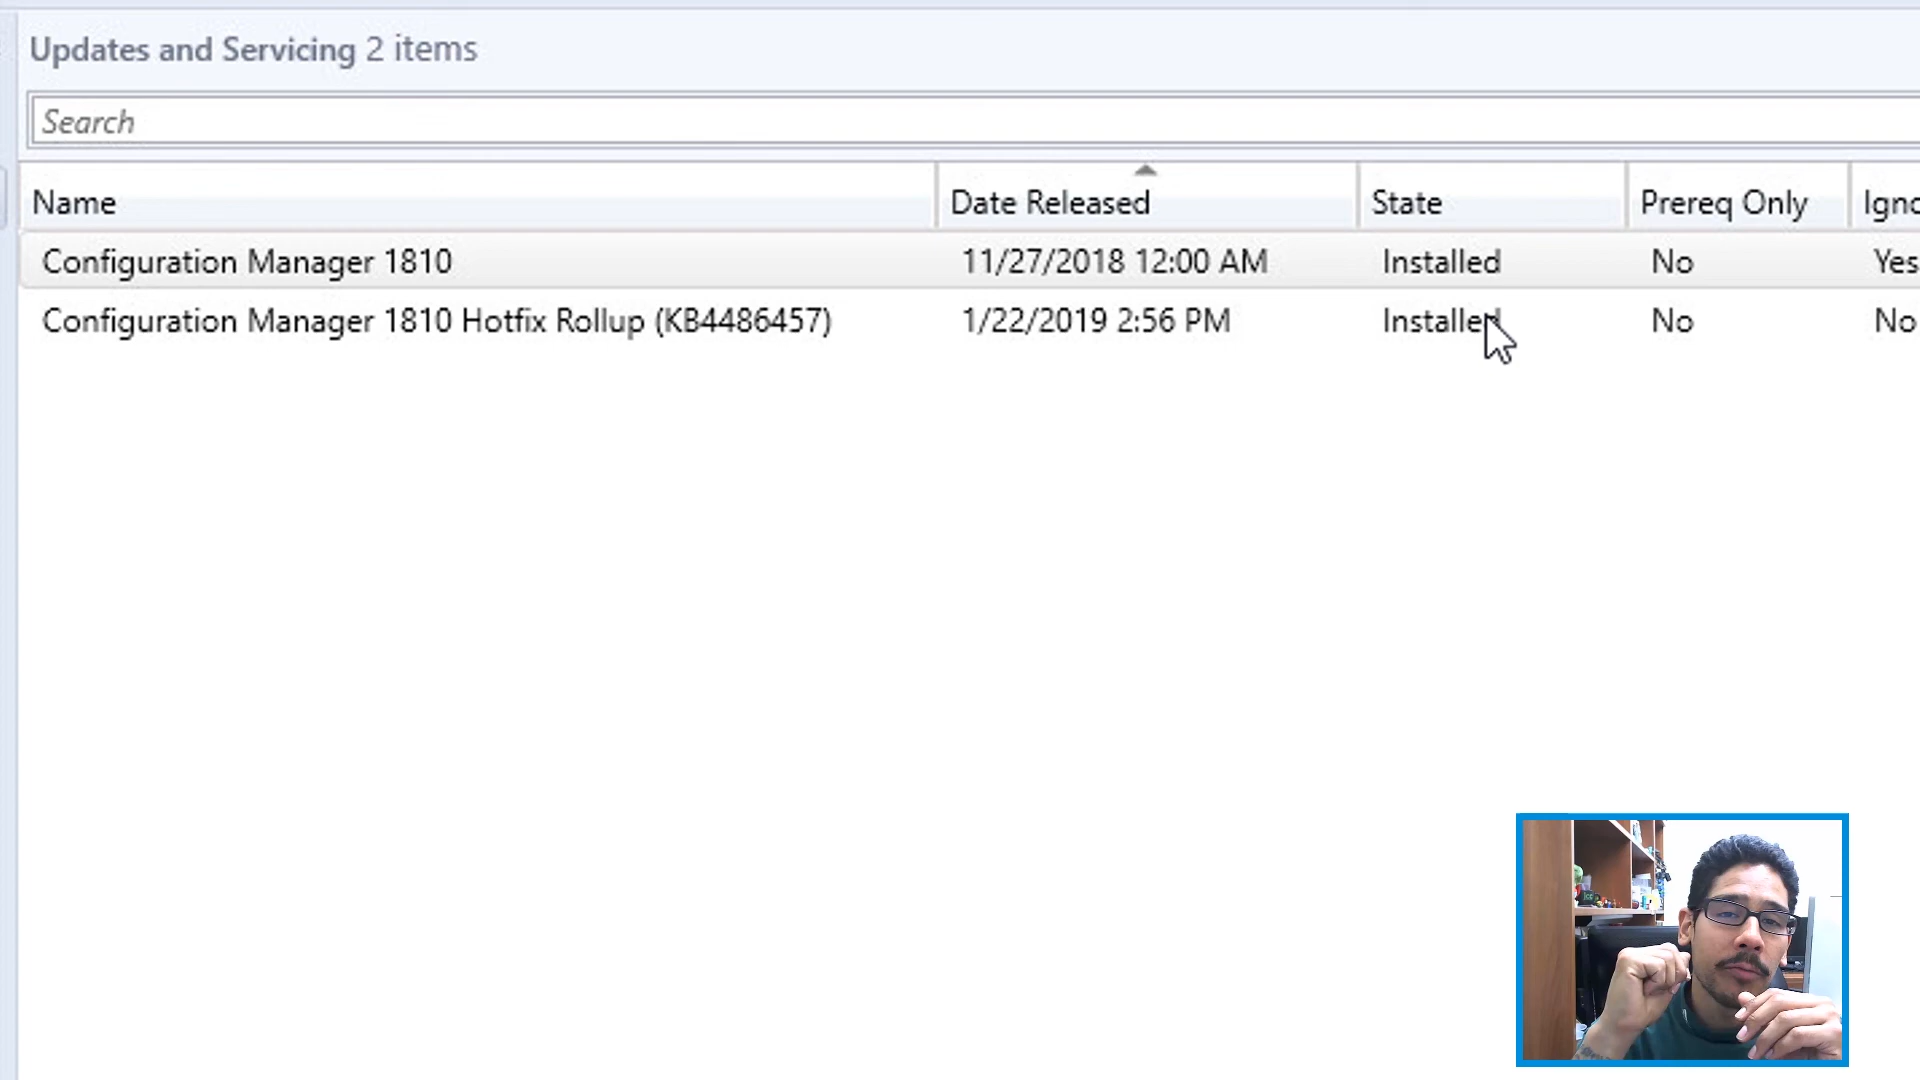 Updates and Servicing 2 items
Search
Name Date Released State Prereq Only Igno
Configuration Manager 1810 11/27/2018 12:00 AM Installed No Yes
Configuration Manager 1810 Hotfix Rollup (KB4486457) 1/22/2019 2:56 PM Installed No No